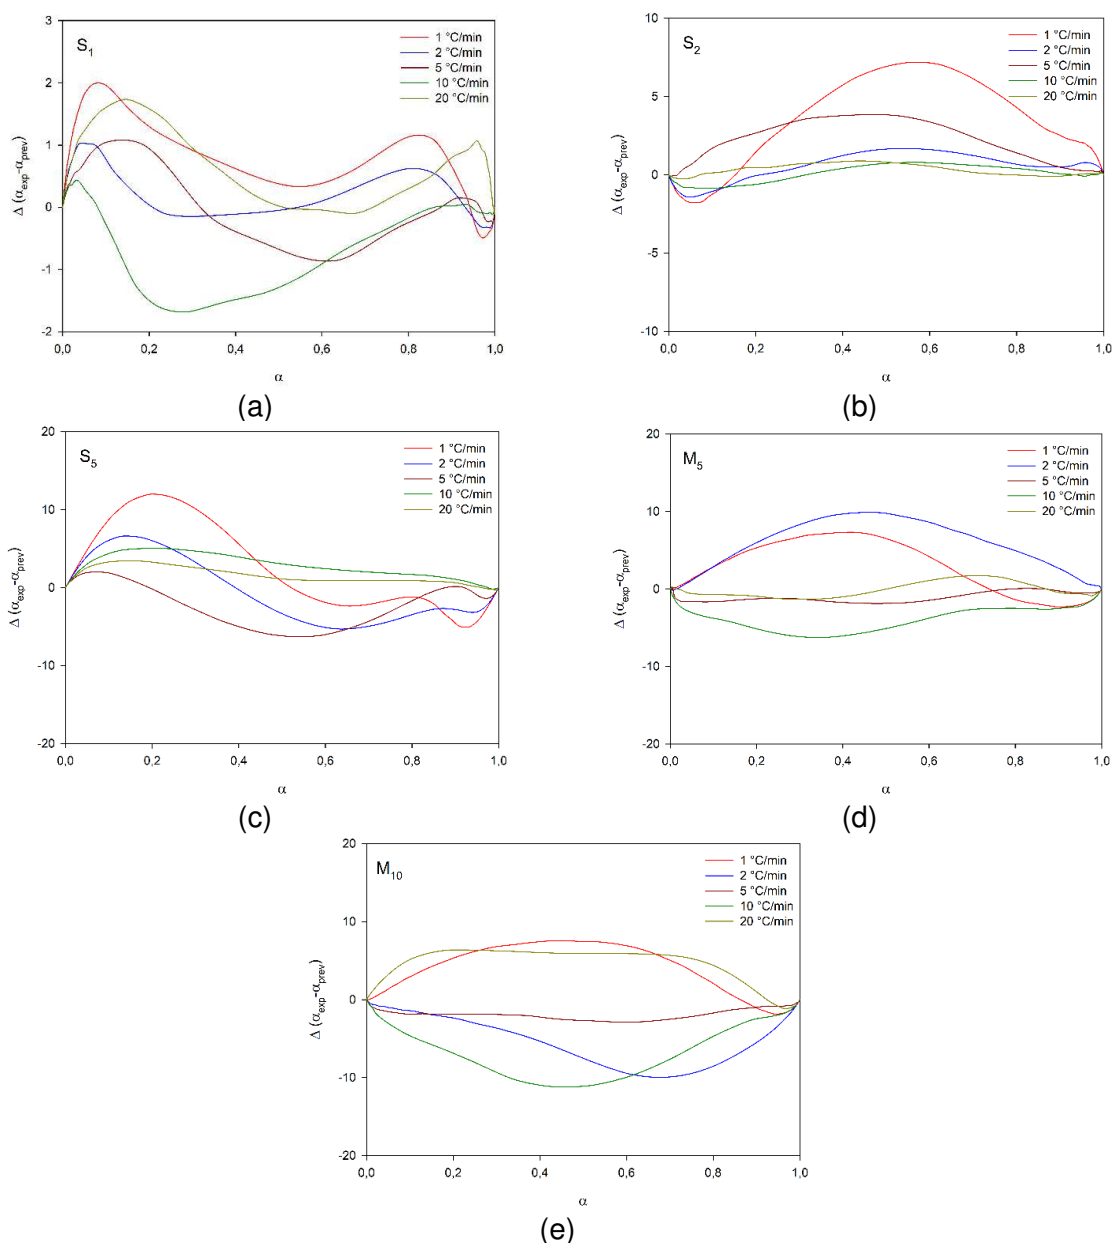 S1
1 °C/min
2 °C/min
5 °C/min
10 °C/min
20 °C/min
Δ (αexp-αprev)
3
2
1
0
-1
-2
0,0 0,2 0,4 0,6 0,8 1,0
α
(a)
S2
1 °C/min
2 °C/min
5 °C/min
10 °C/min
20 °C/min
Δ (αexp-αprev)
10
5
0
-5
-10
0,0 0,2 0,4 0,6 0,8 1,0
α
(b)
S5
1 °C/min
2 °C/min
5 °C/min
10 °C/min
20 °C/min
Δ (αexp-αprev)
20
10
0
-10
-20
0,0 0,2 0,4 0,6 0,8 1,0
α
(c)
M5
1 °C/min
2 °C/min
5 °C/min
10 °C/min
20 °C/min
Δ (αexp-αprev)
20
10
0
-10
-20
0,0 0,2 0,4 0,6 0,8 1,0
α
(d)
M10
1 °C/min
2 °C/min
5 °C/min
10 °C/min
20 °C/min
Δ (αexp-αprev)
20
10
0
-10
-20
0,0 0,2 0,4 0,6 0,8 1,0
α
(e)